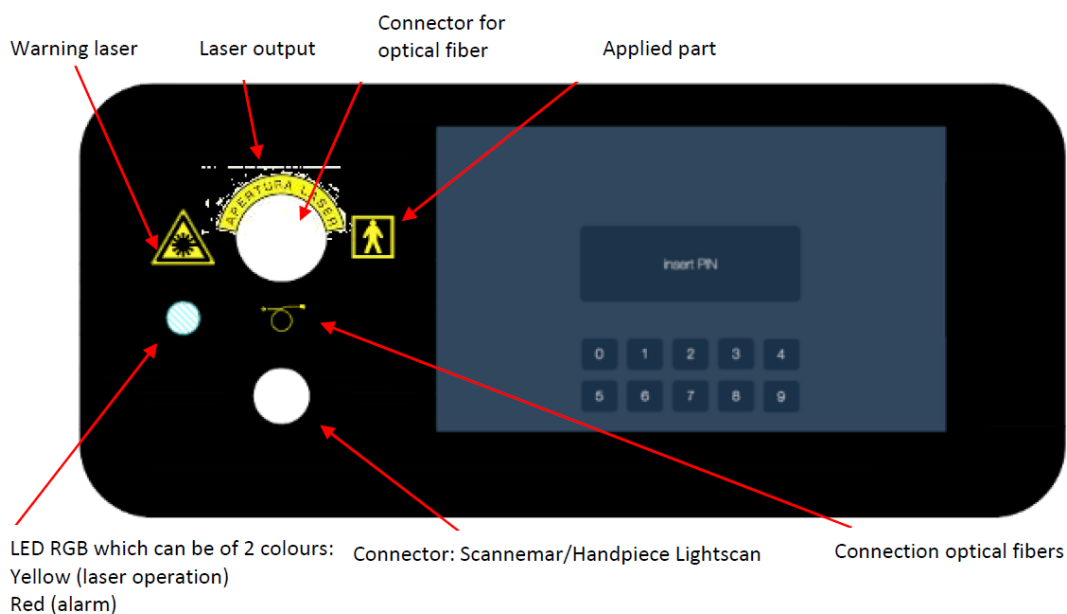 Connector for
optical fiber
Warning laser
Laser output
Applied part
APERTURA LASER
insert PIN
0 1 2 3 4
5 6 7 8 9
LED RGB which can be of 2 colours:
Yellow (laser operation)
Red (alarm)
Connector: Scannemar/Handpiece Lightscan
Connection optical fibers